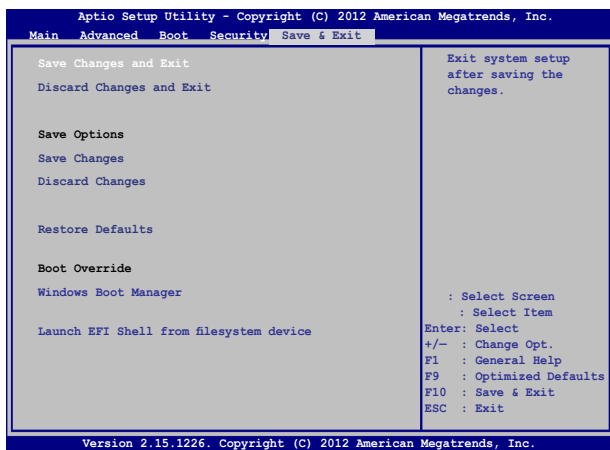 Aptio Setup Utility - Copyright (C) 2012 American Megatrends, Inc.
Main Advanced Boot Security Save & Exit
Save Changes and Exit
Discard Changes and Exit
Save Options
Save Changes
Discard Changes
Restore Defaults
Boot Override
Windows Boot Manager
Launch EFI Shell from filesystem device
Exit system setup
after saving the
changes.
: Select Screen
: Select Item
Enter: Select
+/— : Change Opt.
F1 : General Help
F9 : Optimized Defaults
F10 : Save & Exit
ESC : Exit
Version 2.15.1226. Copyright (C) 2012 American Megatrends, Inc.